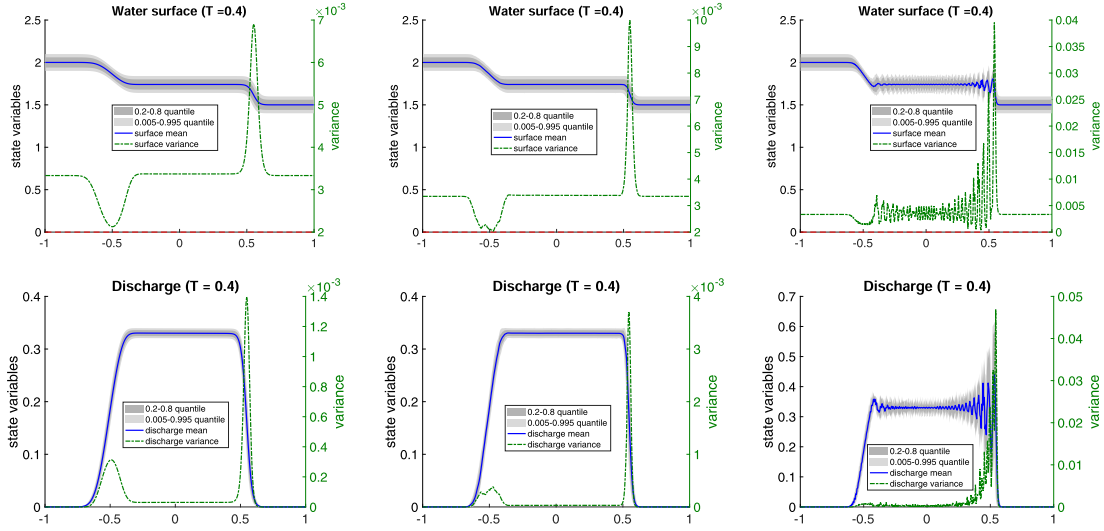 Water surface (T =0.4)
×10⁻³
2.5
2
1.5
1
0.5
0
state variables
7
6
5
4
3
2
variance
0.2-0.8 quantile
0.005-0.995 quantile
surface mean
surface variance
-1 -0.5 0 0.5 1
Water surface (T =0.4)
×10⁻³
2.5
2
1.5
1
0.5
0
state variables
10
9
8
7
6
5
4
3
2
variance
0.2-0.8 quantile
0.005-0.995 quantile
surface mean
surface variance
-1 -0.5 0 0.5 1
Water surface (T =0.4)
2.5
2
1.5
1
0.5
0
state variables
0.040
0.035
0.030
0.025
0.020
0.015
0.010
0.005
0
variance
0.2-0.8 quantile
0.005-0.995 quantile
surface mean
surface variance
-1 -0.5 0 0.5 1
Discharge (T = 0.4)
×10⁻³
0.4
0.3
0.2
0.1
0
state variables
1.4
1.2
1.0
0.8
0.6
0.4
0.2
0
variance
0.2-0.8 quantile
0.005-0.995 quantile
discharge mean
discharge variance
-1 -0.5 0 0.5 1
Discharge (T = 0.4)
×10⁻³
0.4
0.3
0.2
0.1
0
state variables
4
3
2
1
0
variance
0.2-0.8 quantile
0.005-0.995 quantile
discharge mean
discharge variance
-1 -0.5 0 0.5 1
Discharge (T = 0.4)
0.7
0.6
0.5
0.4
0.3
0.2
0.1
0
state variables
0.05
0.04
0.03
0.02
0.01
0
variance
0.2-0.8 quantile
0.005-0.995 quantile
discharge mean
discharge variance
-1 -0.5 0 0.5 1